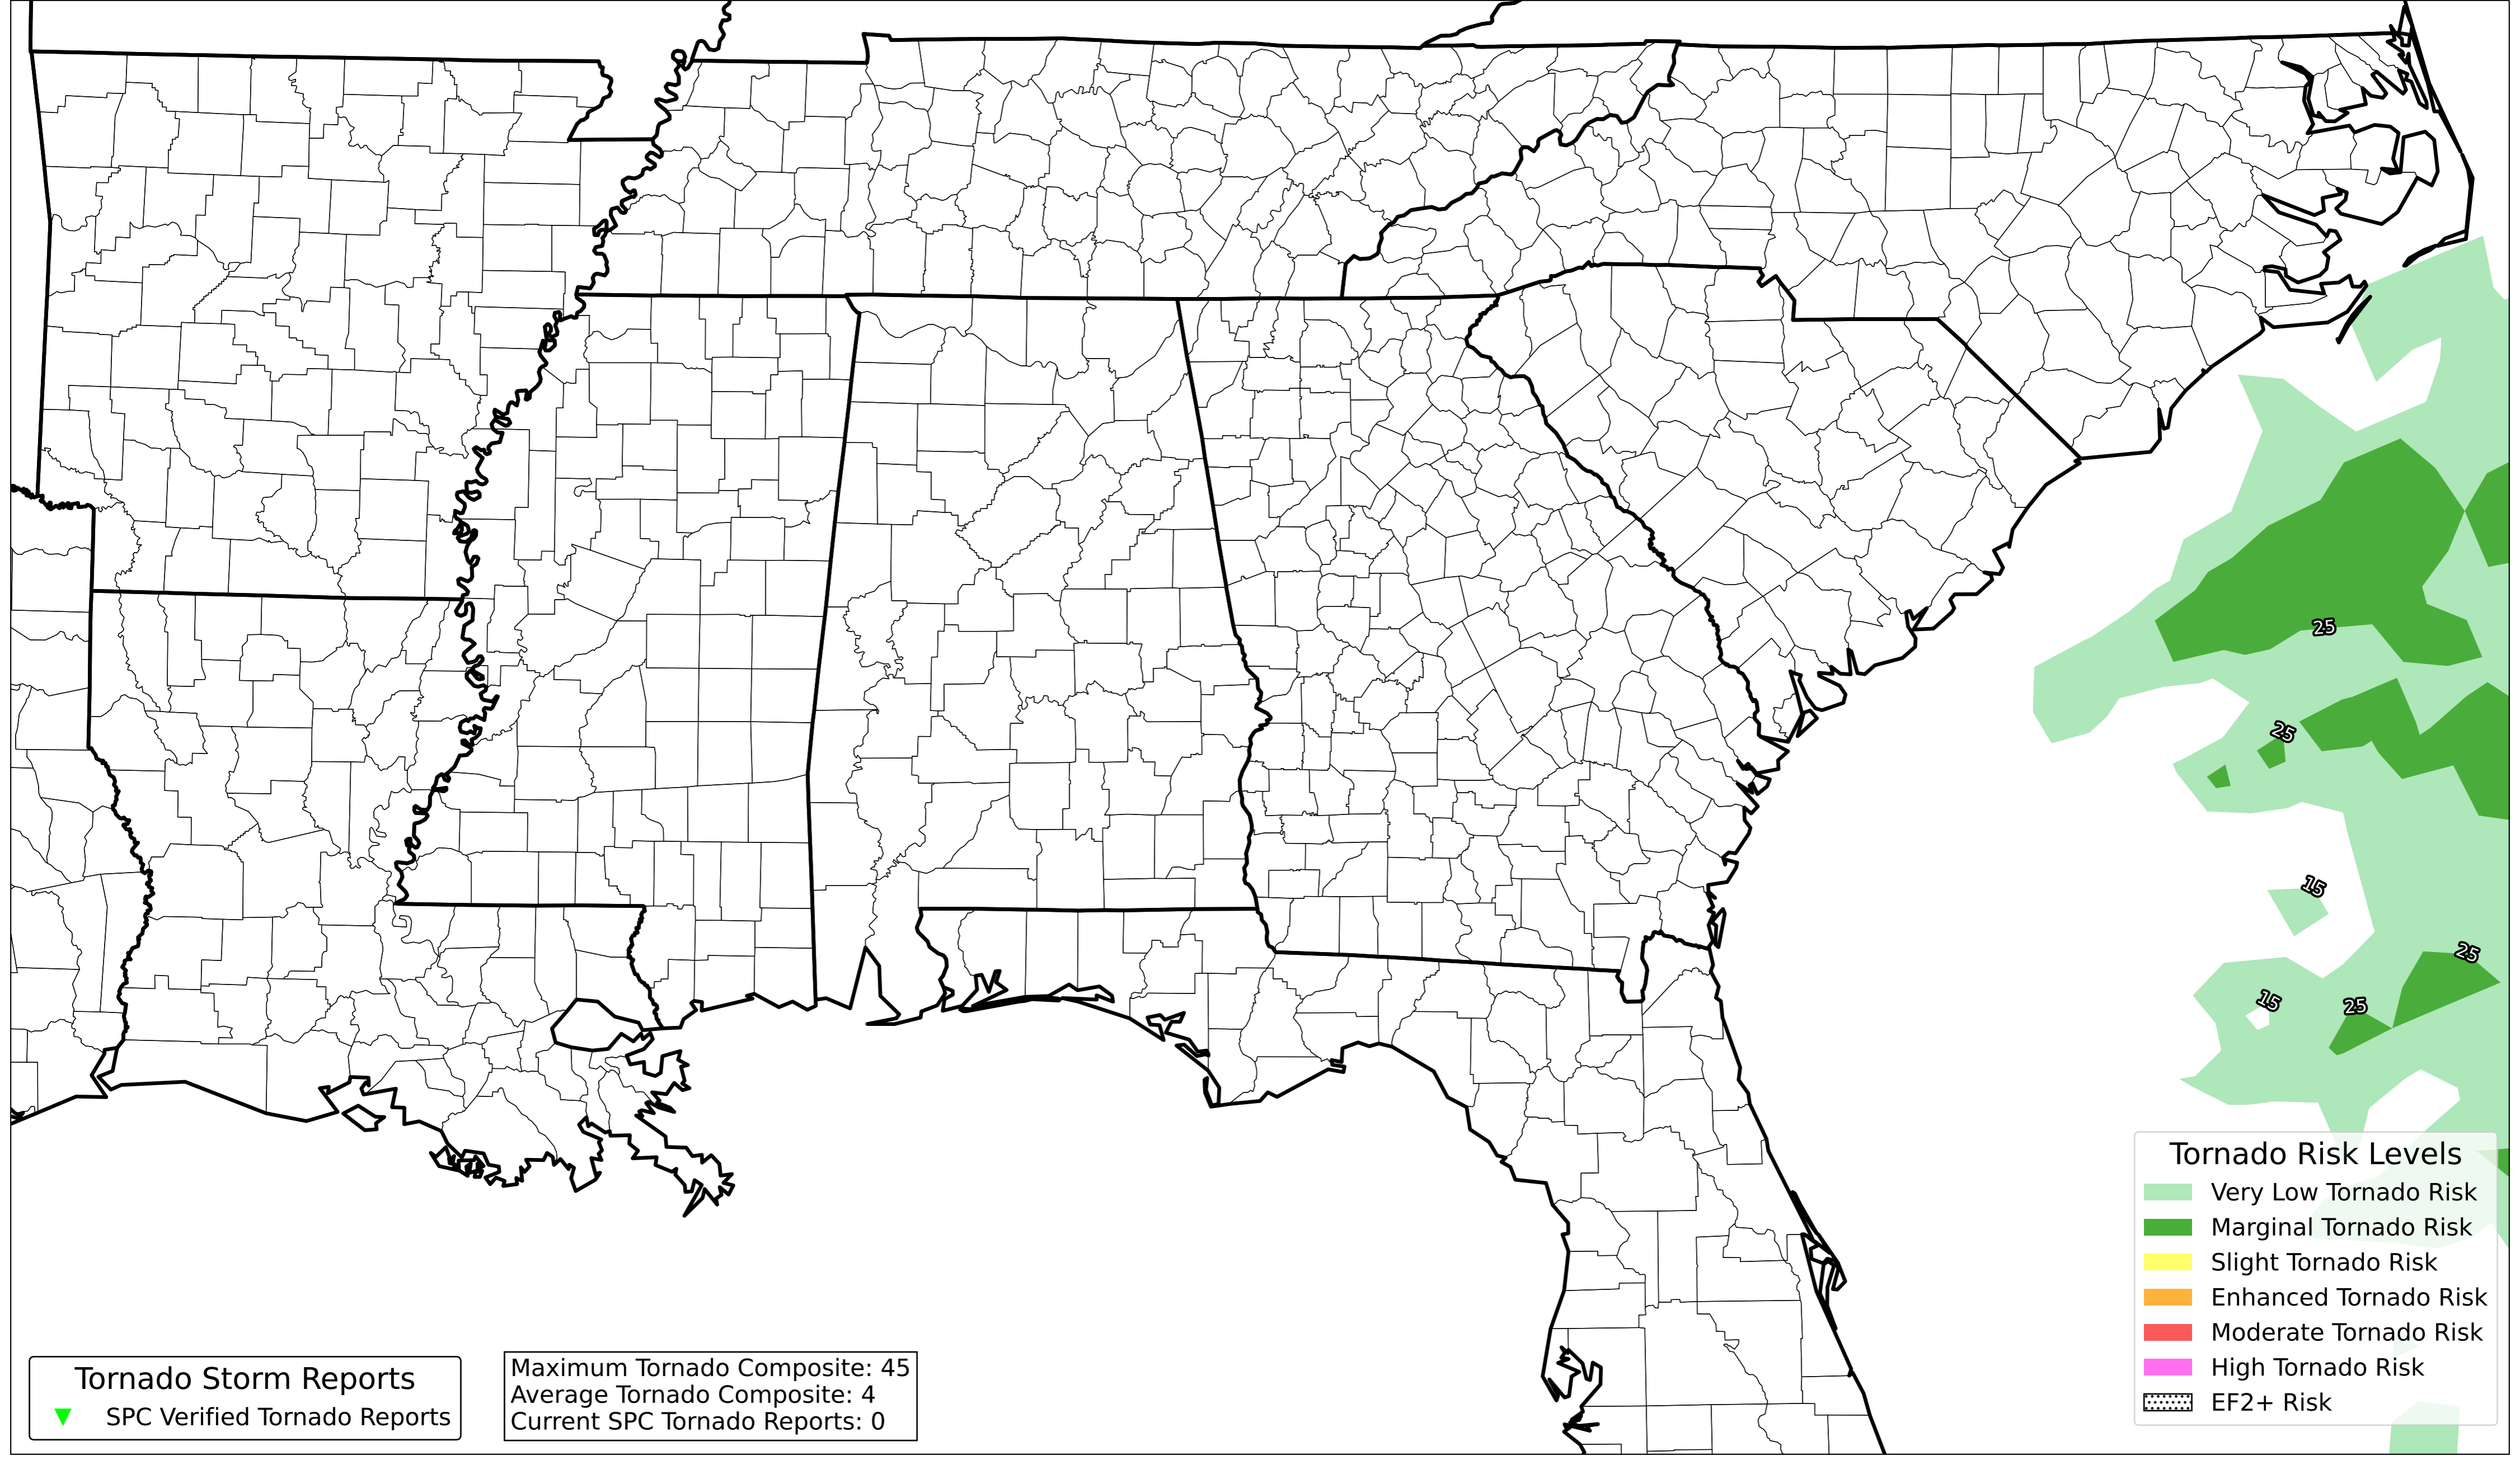 25
25
15
25
15
25
Tornado Risk Levels
Very Low Tornado Risk
Marginal Tornado Risk
Slight Tornado Risk
Enhanced Tornado Risk
Moderate Tornado Risk
High Tornado Risk
EF2+ Risk
Tornado Storm Reports
SPC Verified Tornado Reports
Maximum Tornado Composite: 45
Average Tornado Composite: 4
Current SPC Tornado Reports: 0